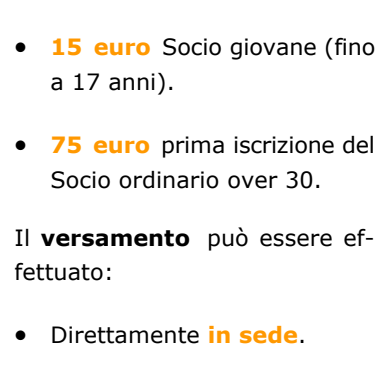 • 15 euro Socio giovane (fino
a 17 anni).
• 75 euro prima iscrizione del
Socio ordinario over 30.
Il versamento può essere ef-
fettuato:
• Direttamente in sede.